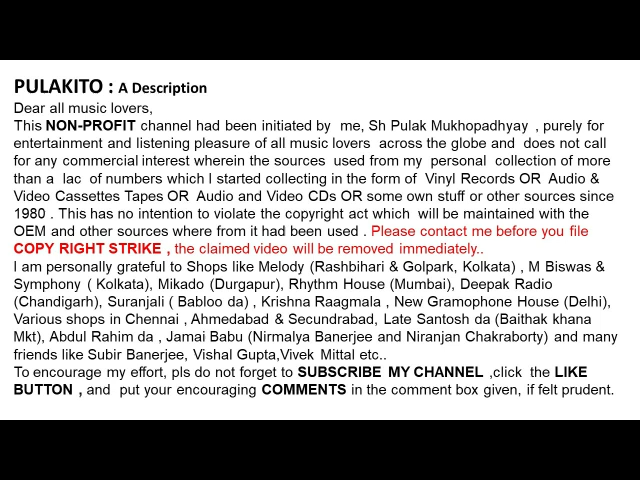 PULAKITO : A Description
Dear all music lovers,
This NON-PROFIT channel had been initiated by me, Sh Pulak Mukhopadhyay , purely for
entertainment and listening pleasure of all music lovers across the globe and does not call
for any commercial interest wherein the sources used from my personal collection of more
than a lac of numbers which I started collecting in the form of Vinyl Records OR Audio &
Video Cassettes Tapes OR Audio and Video CDs OR some own stuff or other sources since
1980 . This has no intention to violate the copyright act which will be maintained with the
OEM and other sources where from it had been used . Please contact me before you file
COPY RIGHT STRIKE , the claimed video will be removed immediately..
I am personally grateful to Shops like Melody (Rashbihari & Golpark, Kolkata) , M Biswas &
Symphony ( Kolkata), Mikado (Durgapur), Rhythm House (Mumbai), Deepak Radio
(Chandigarh), Suranjali ( Babloo da) , Krishna Raagmala , New Gramophone House (Delhi),
Various shops in Chennai , Ahmedabad & Secundrabad, Late Santosh da (Baithak khana
Mkt), Abdul Rahim da , Jamai Babu (Nirmalya Banerjee and Niranjan Chakraborty) and many
friends like Subir Banerjee, Vishal Gupta,Vivek Mittal etc..
To encourage my effort, pls do not forget to SUBSCRIBE MY CHANNEL ,click the LIKE
BUTTON , and put your encouraging COMMENTS in the comment box given, if felt prudent.